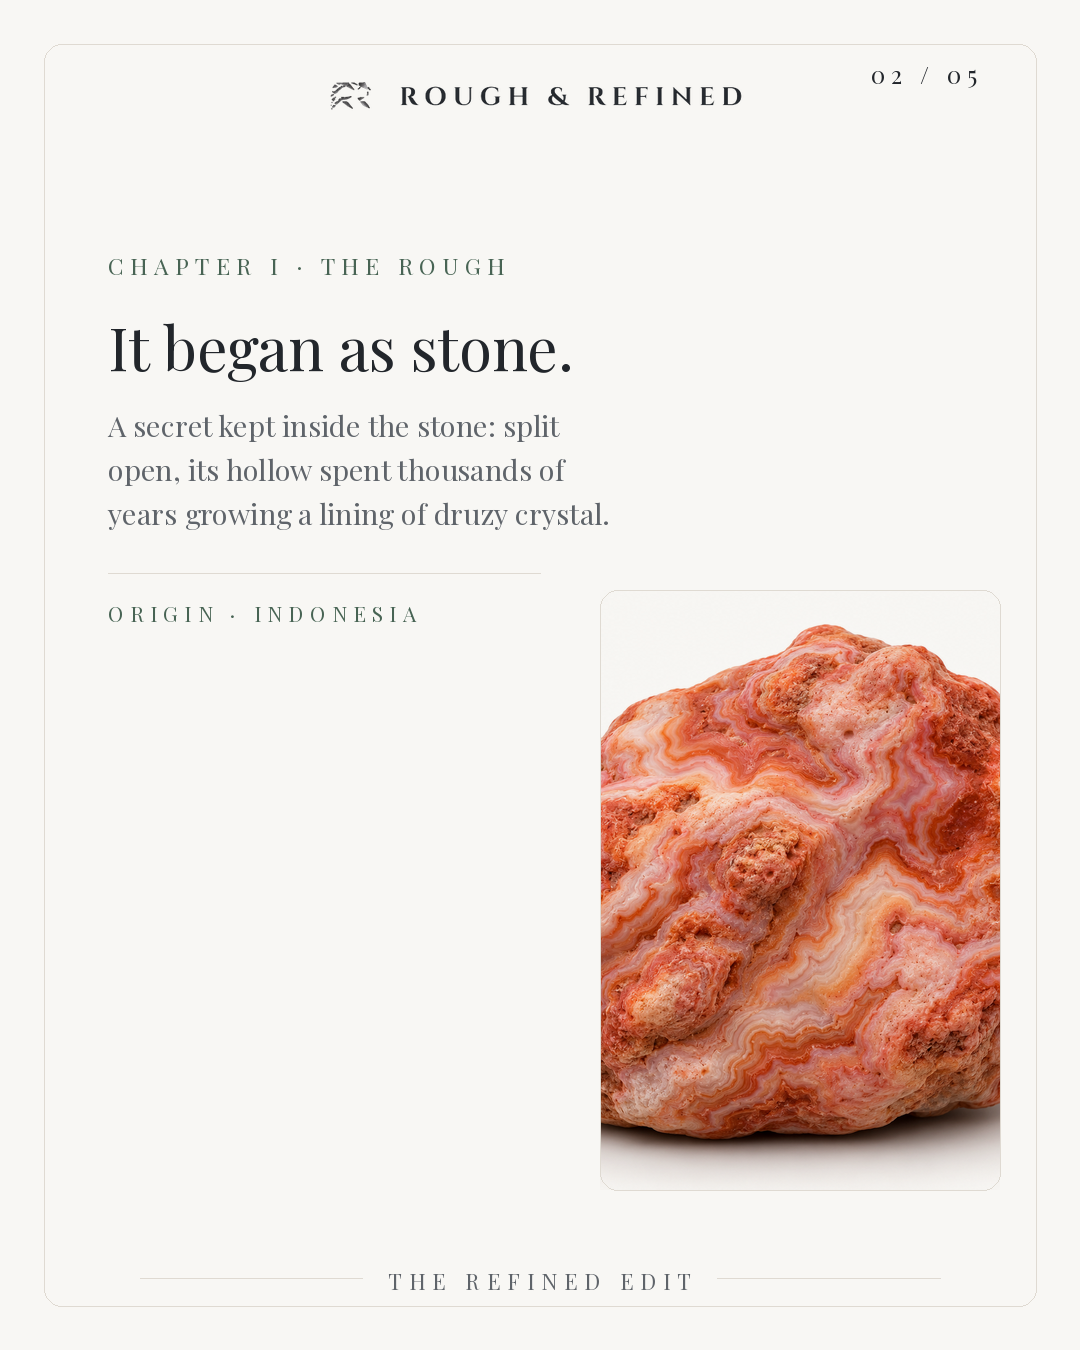 ROUGH & REFINED
02 / 05
CHAPTER I · THE ROUGH
It began as stone.
A secret kept inside the stone: split
open, its hollow spent thousands of
years growing a lining of druzy crystal.
ORIGIN · INDONESIA
THE REFINED EDIT